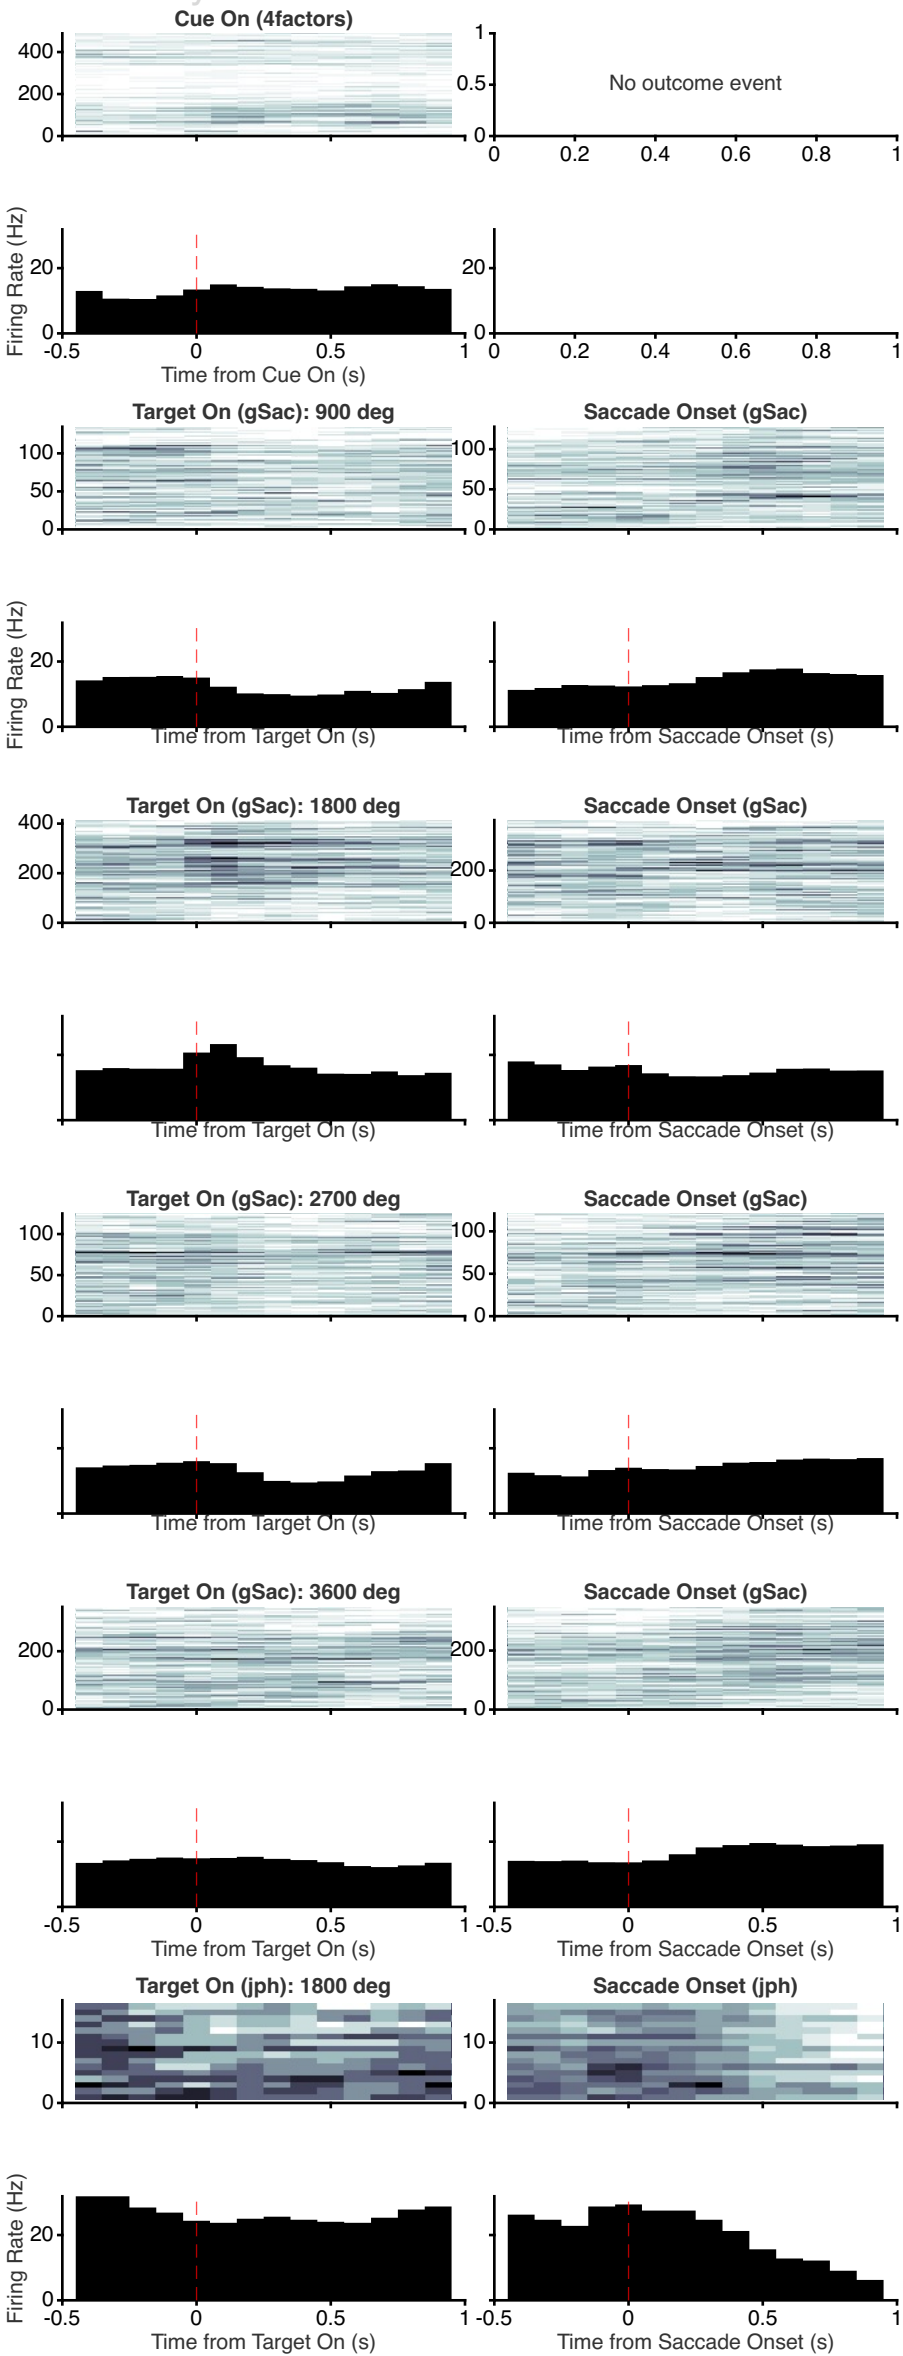 Cue On (4factors)
400
200
0
1
0.5
0
No outcome event
0 0.2 0.4 0.6 0.8 1
Firing Rate (Hz)
20
0
-0.5 0 0.5 1
Time from Cue On (s)
20
0
0 0.2 0.4 0.6 0.8 1
Target On (gSac): 900 deg
100
50
0
Saccade Onset (gSac)
100
50
0
Firing Rate (Hz)
20
0
Time from Target On (s)
Time from Saccade Onset (s)
Target On (gSac): 1800 deg
400
200
0
Saccade Onset (gSac)
200
0
Time from Target On (s)
Time from Saccade Onset (s)
Target On (gSac): 2700 deg
100
50
0
Saccade Onset (gSac)
100
50
0
Time from Target On (s)
Time from Saccade Onset (s)
Target On (gSac): 3600 deg
200
0
Saccade Onset (gSac)
200
0
-0.5 0 0.5 1
Time from Target On (s)
-0.5 0 0.5 1
Time from Saccade Onset (s)
Target On (jph): 1800 deg
10
0
Saccade Onset (jph)
10
0
Firing Rate (Hz)
20
0
-0.5 0 0.5 1
Time from Target On (s)
20
0
-0.5 0 0.5 1
Time from Saccade Onset (s)